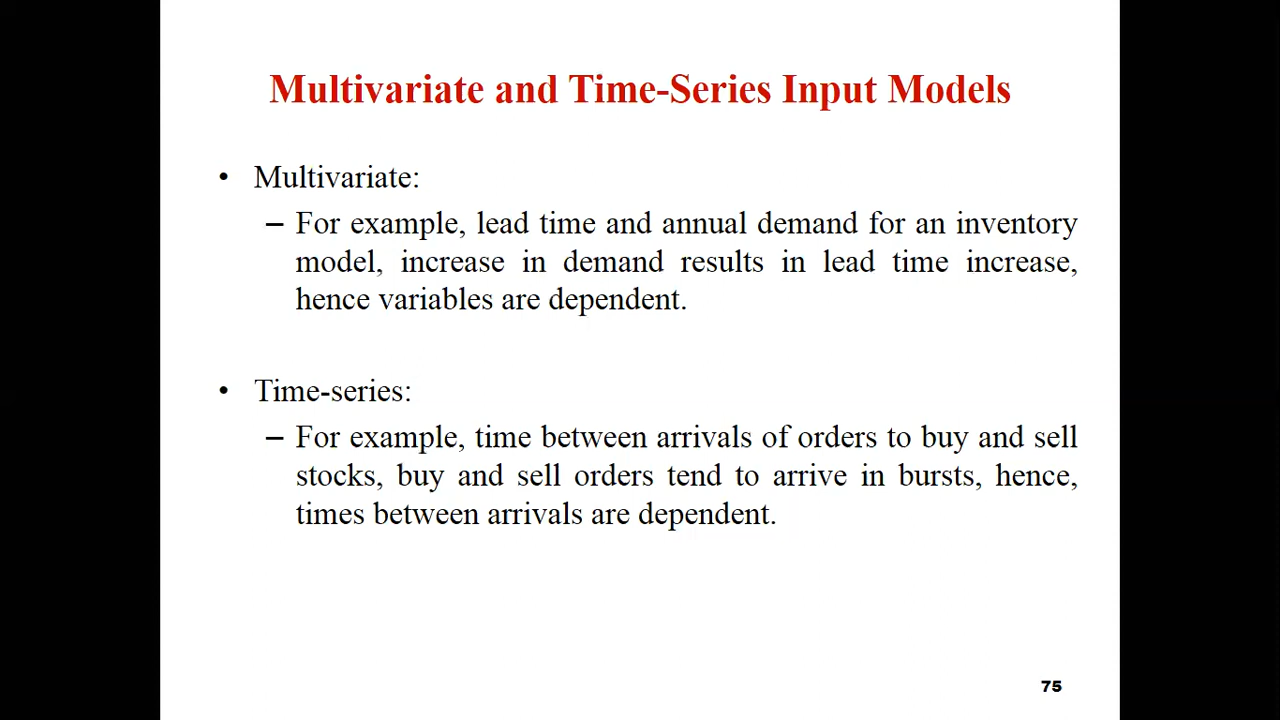 Multivariate and Time-Series Input Models
• Multivariate:
– For example, lead time and annual demand for an inventory
model, increase in demand results in lead time increase,
hence variables are dependent.
• Time-series:
– For example, time between arrivals of orders to buy and sell
stocks, buy and sell orders tend to arrive in bursts, hence,
times between arrivals are dependent.
75